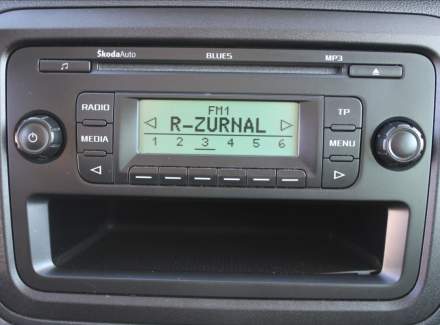 ŠkodaAuto BLUES MP3
RADIO FM1 TP
R-ZURNAL
MEDIA 1 2 3 4 5 6 MENU